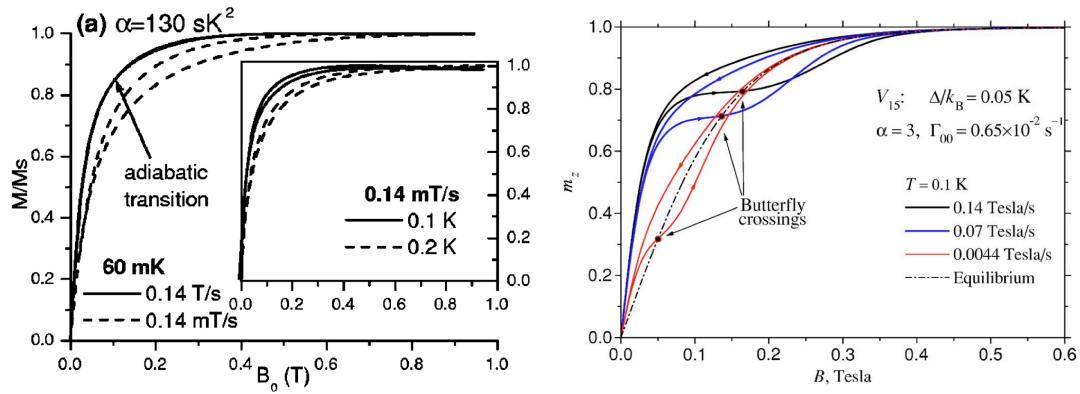 (a) α=130 sK²
M/Ms
1.0
0.8
0.6
0.4
0.2
0.0
adiabatic
transition
60 mK
0.14 T/s
0.14 mT/s
0.0 0.2 0.4 0.6 0.8 1.0
B₀ (T)
1.0
0.8
0.6
0.4
0.2
0.0
0.14 mT/s
0.1 K
0.2 K
0.0 0.2 0.4 0.6 0.8 1.0
m_z
1.0
0.8
0.6
0.4
0.2
0.0
V₁₅: Δ/k_B = 0.05 K
α = 3, Γ₀₀ = 0.65×10⁻² s⁻¹
Butterfly
crossings
T = 0.1 K
0.14 Tesla/s
0.07 Tesla/s
0.0044 Tesla/s
Equilibrium
0.0 0.1 0.2 0.3 0.4 0.5 0.6
B, Tesla